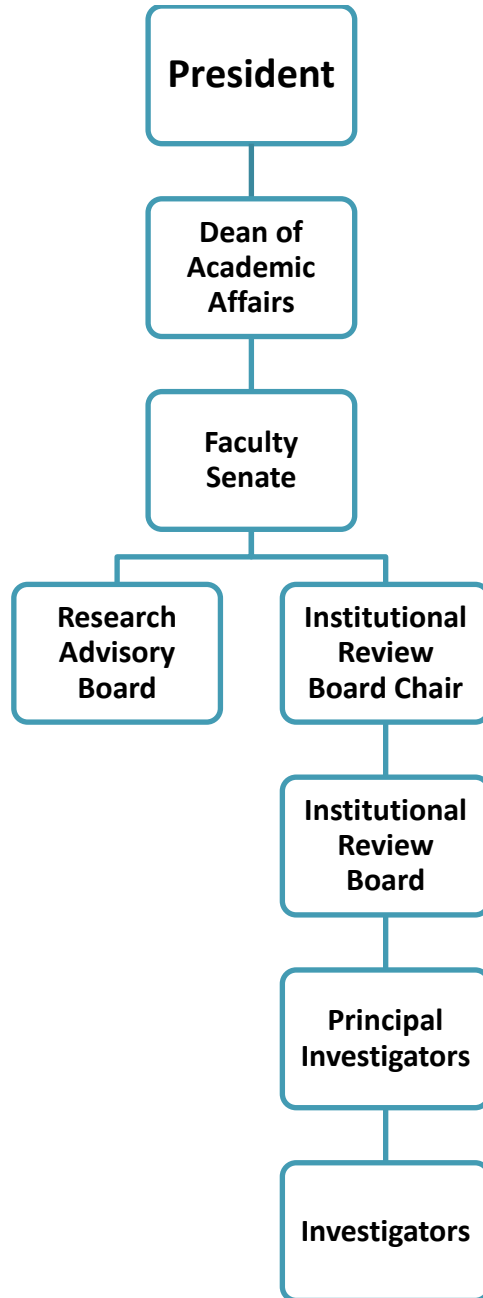 President
Dean of
Academic
Affairs
Faculty
Senate
Research
Advisory
Board
Institutional
Review
Board Chair
Institutional
Review
Board
Principal
Investigators
Investigators